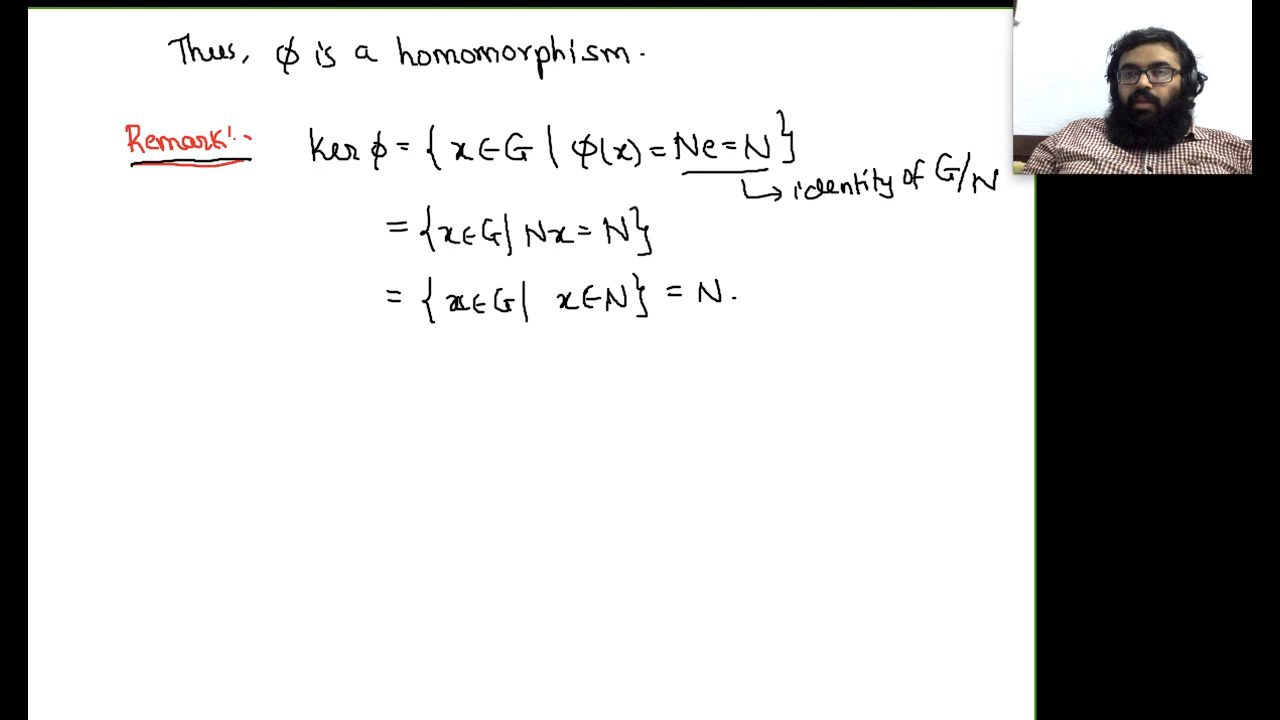 Thus, φ is a homomorphism.
Remark:-
Ker φ = { x ∈ G | φ(x) = Ne = N }
↳ identity of G/N
= { x ∈ G | Nx = N }
= { x ∈ G | x ∈ N } = N.